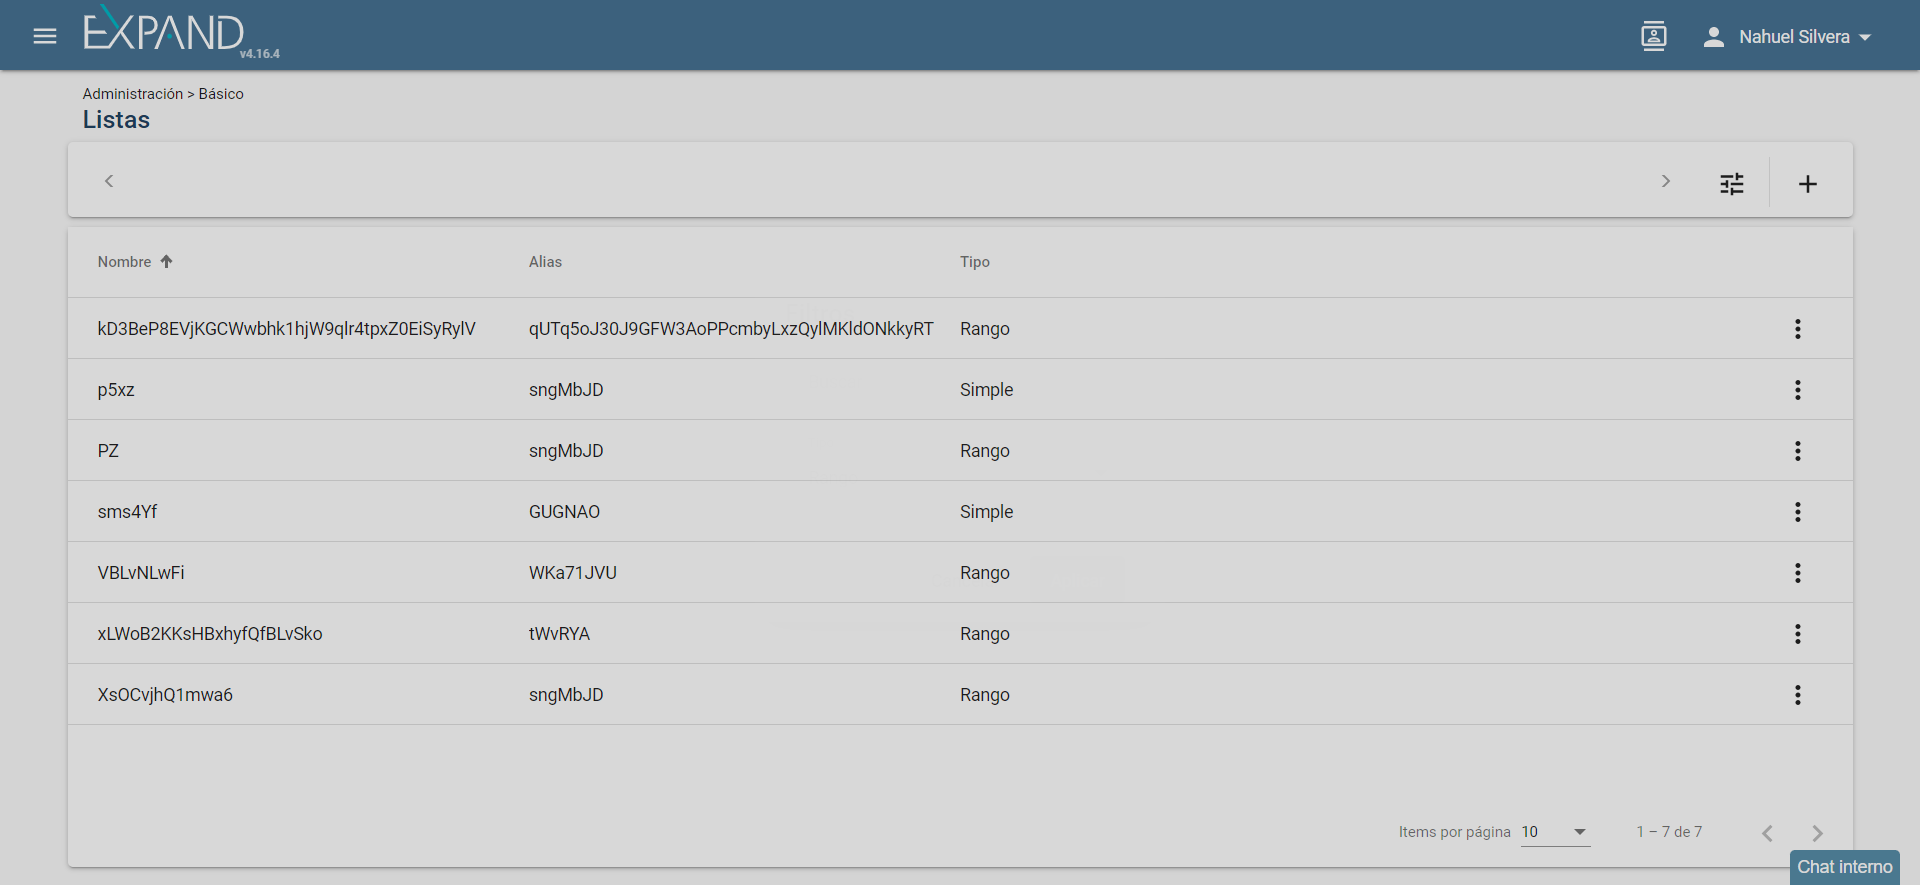 EXPAND
v4.16.4
Nahuel Silvera
Administración > Básico
Listas
Nombre Alias Tipo
kD3BeP8EVjKGCWwbhk1hjW9qlr4tpxZ0EiSyRylV qUTq5oJ30J9GFW3AoPPcmbyLxzQylMKldONkkyRT Rango
p5xz sngMbJD Simple
PZ sngMbJD Rango
sms4Yf GUGNAO Simple
VBLvNLwFi WKa71JVU Rango
xLWoB2KKsHBxhyfQfBLvSko tWvRYA Rango
XsOCvjhQ1mwa6 sngMbJD Rango
Items por página 10 1 – 7 de 7
Chat interno